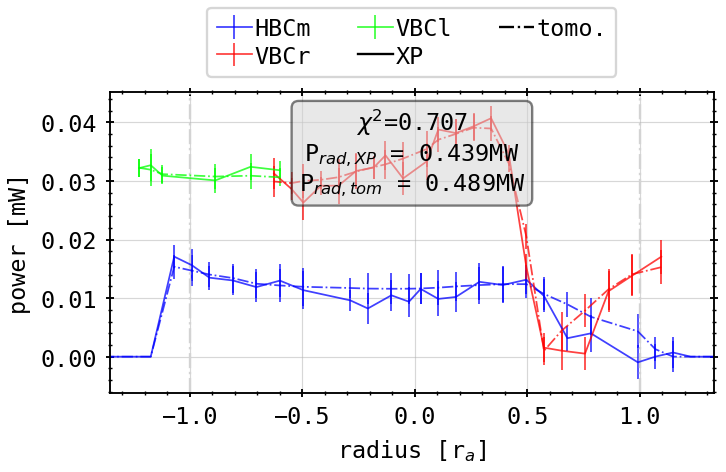 HBCm VBCl tomo.
VBCr XP
χ²=0.707
P_rad,XP = 0.439MW
P_rad,tom = 0.489MW
0.04
0.03
0.02
0.01
0.00
power [mW]
−1.0 −0.5 0.0 0.5 1.0
radius [r_a]